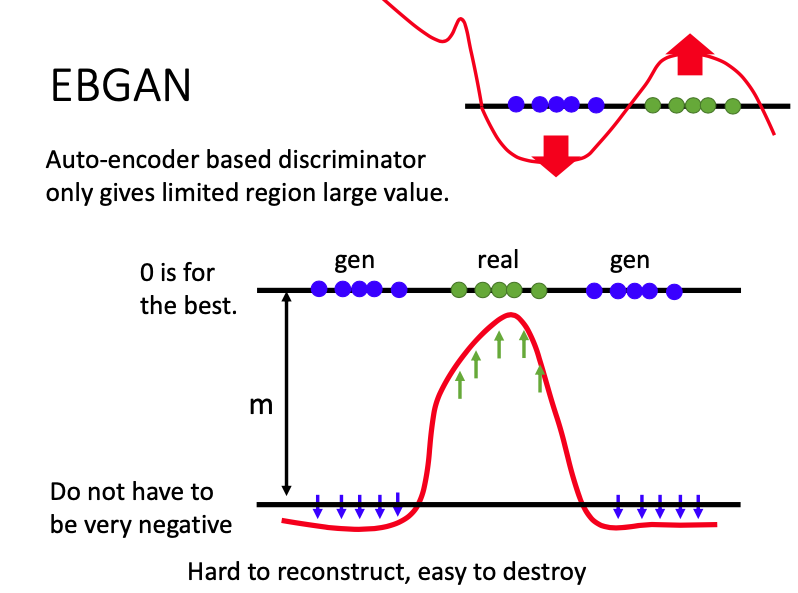 EBGAN
Auto-encoder based discriminator
only gives limited region large value.
0 is for
the best.
gen
real
gen
m
Do not have to
be very negative
Hard to reconstruct, easy to destroy